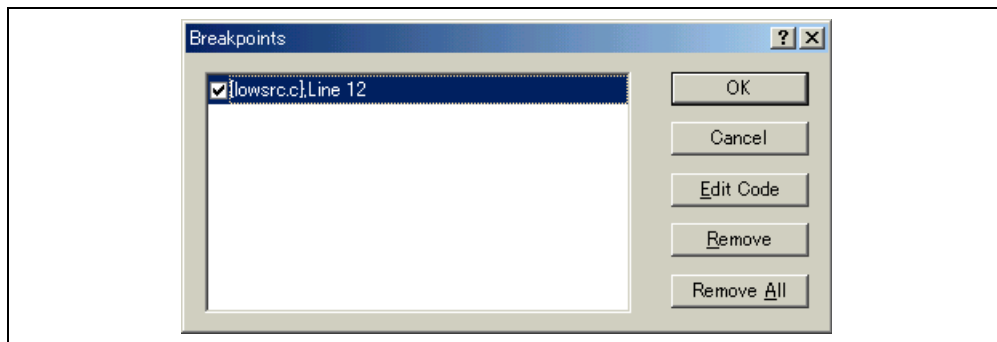 Breakpoints
{lowsrc.c},Line 12
OK
Cancel
Edit Code
Remove
Remove All